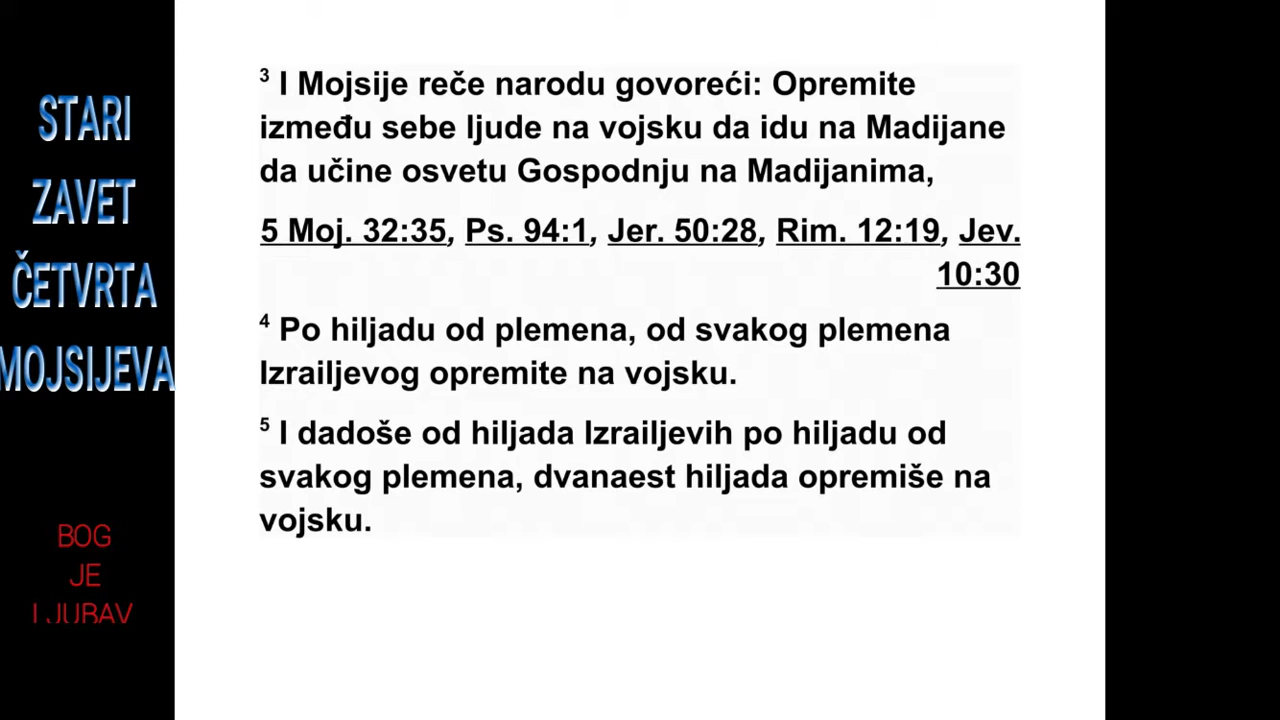 STARI
ZAVET
ČETVRTA
MOJSIJEVA
BOG
JE
LJUBAV
3 I Mojsije reče narodu govoreći: Opremite
između sebe ljude na vojsku da idu na Madijane
da učine osvetu Gospodnju na Madijanima,
5 Moj. 32:35, Ps. 94:1, Jer. 50:28, Rim. 12:19, Jev.
10:30
4 Po hiljadu od plemena, od svakog plemena
Izrailjevog opremite na vojsku.
5 I dadoše od hiljada Izrailjevih po hiljadu od
svakog plemena, dvanaest hiljada opremiše na
vojsku.